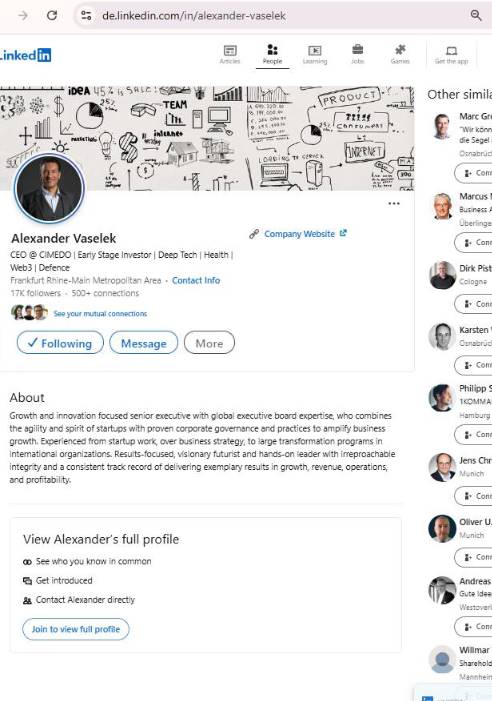 de.linkedin.com/in/alexander-vaselek
Linkedin
Articles
People
Learning
Jobs
Games
Get the app
IDEA 45% is SALE:
TEAM
25%
PRODUCT
internet
INTERNET
Alexander Vaselek
Company Website
CEO @ CIMEDO | Early Stage Investor | Deep Tech | Health |
Web3 | Defence
Frankfurt Rhine-Main Metropolitan Area · Contact Info
17K followers · 500+ connections
See your mutual connections
Following
Message
More
About
Growth and innovation focused senior executive with global executive board expertise, who combines
the agility and spirit of startups with proven corporate governance and practices to amplify business
growth. Experienced from startup work, over business strategy, to large transformation programs in
international organizations. Results-focused, visionary futurist and hands-on leader with irreproachable
integrity and a consistent track record of delivering exemplary results in growth, revenue, operations,
and profitability.
View Alexander's full profile
See who you know in common
Get introduced
Contact Alexander directly
Join to view full profile
Other simila
Marc Gr
"Wir könn
die Segel
Osnabrüc
Conn
Marcus
Business A
Überlinge
Conn
Dirk Pist
Cologne
Conn
Karsten
Osnabrüc
Conn
Philipp S
1KOMMA
Hamburg
Conn
Jens Chr
Munich
Conn
Oliver U.
Munich
Conn
Andreas
Gute Idee
Westover
Conn
Willmar
Sharehold
Mannhein